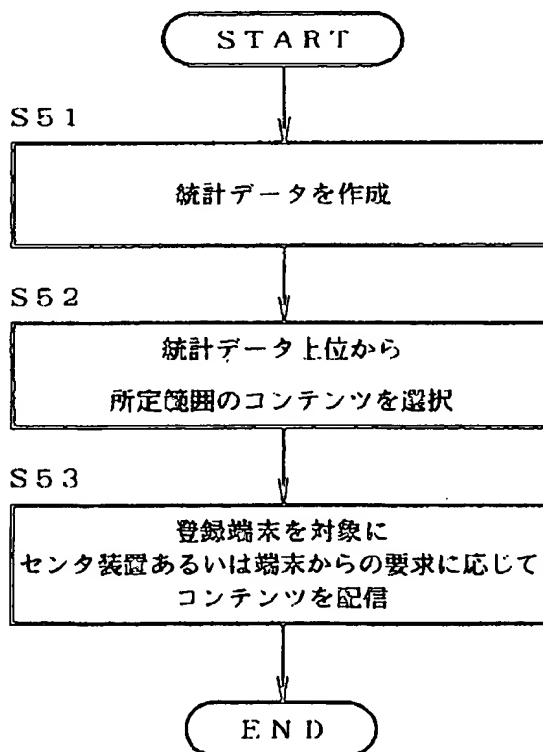 START
S51
統計データを作成
S52
統計データ上位から
所定範囲のコンテンツを選択
S53
登録端末を対象に
センタ装置あるいは端末からの要求に応じて
コンテンツを配信
END